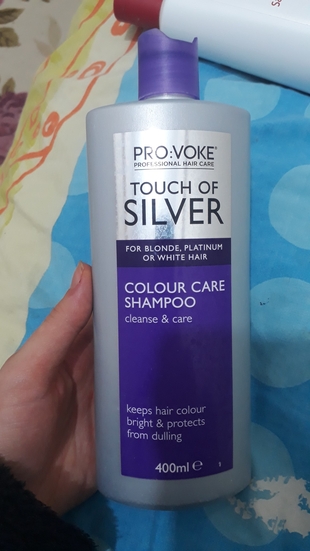 PRO:VOKE®
PROFESSIONAL HAIR CARE
TOUCH OF
SILVER
FOR BLONDE, PLATINUM
OR WHITE HAIR
COLOUR CARE
SHAMPOO
cleanse & care
keeps hair colour
bright & protects
from dulling
400ml ℮